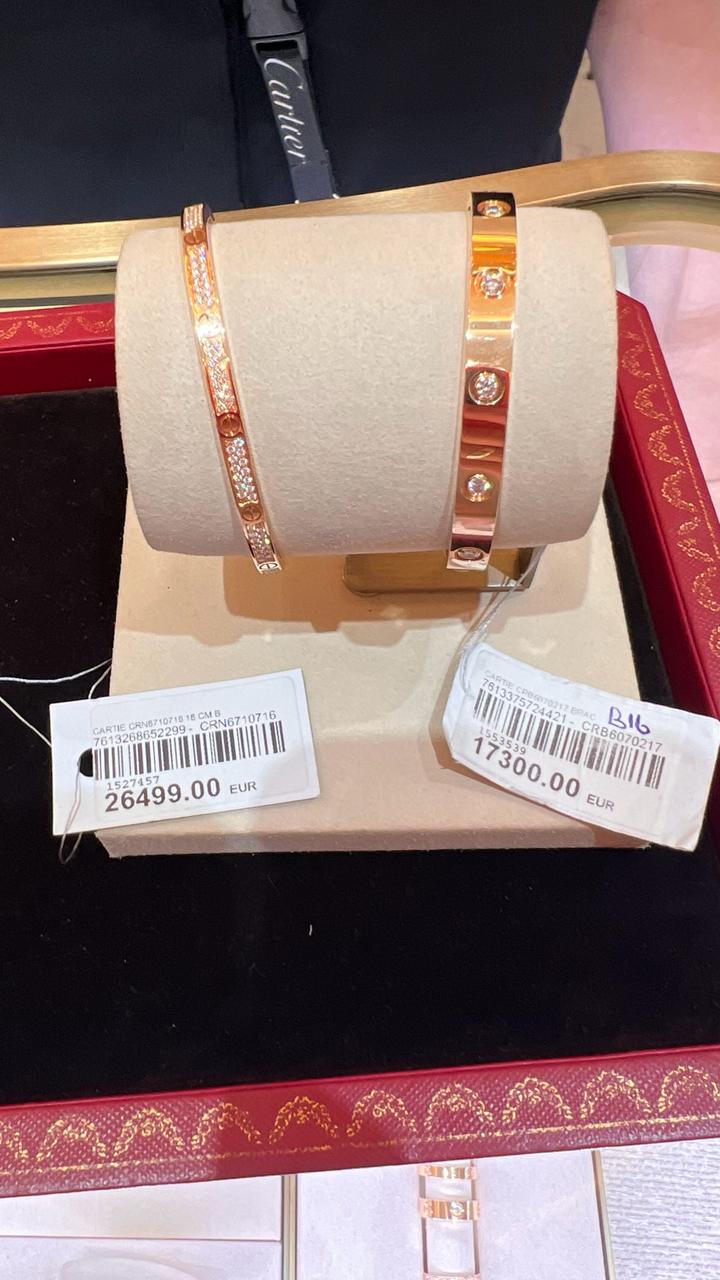 Cartier
CARTIE CRN6710716 16 CM B
7613268652299 - CRN6710716
1527457
26499.00 EUR
CARTIE CRB6070217 BRAC
B16
7613375724421 - CRB6070217
1553539
17300.00 EUR